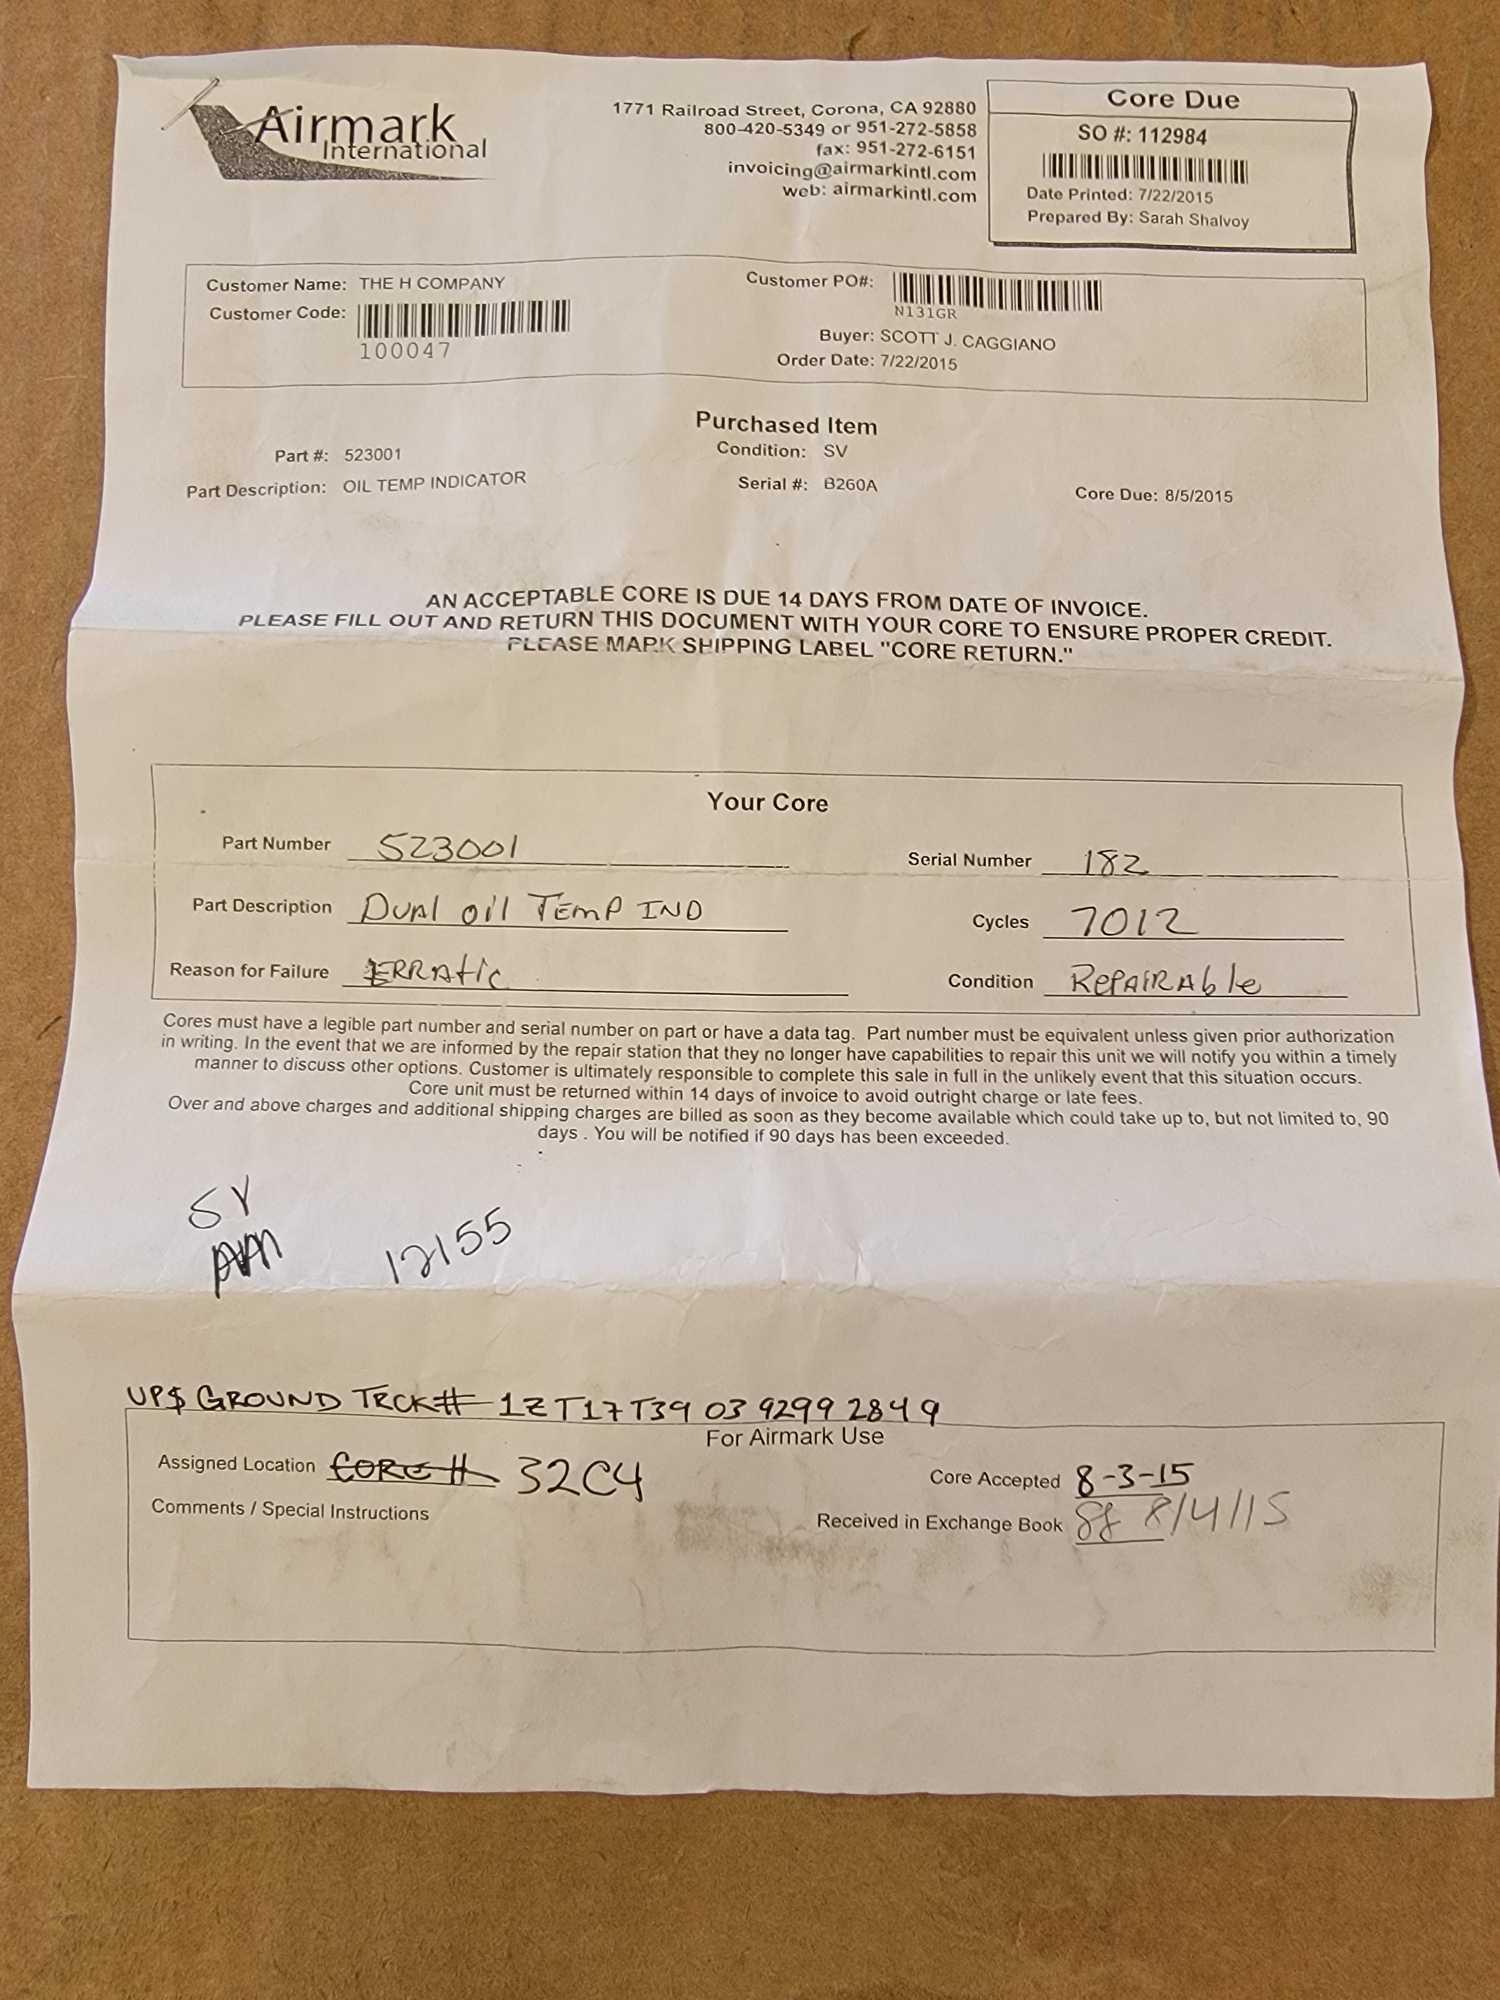 Airmark
International
1771 Railroad Street, Corona, CA 92880
800-420-5349 or 951-272-5858
fax: 951-272-6151
invoicing@airmarkintl.com
web: airmarkintl.com
Core Due
SO #: 112984
Date Printed: 7/22/2015
Prepared By: Sarah Shalvoy
Customer Name: THE H COMPANY
Customer Code:
100047
Customer PO#:
N131GR
Buyer: SCOTT J. CAGGIANO
Order Date: 7/22/2015
Purchased Item
Part #: 523001
Condition: SV
Part Description: OIL TEMP INDICATOR
Serial #: B260A
Core Due: 8/5/2015
AN ACCEPTABLE CORE IS DUE 14 DAYS FROM DATE OF INVOICE.
PLEASE FILL OUT AND RETURN THIS DOCUMENT WITH YOUR CORE TO ENSURE PROPER CREDIT.
PLEASE MARK SHIPPING LABEL "CORE RETURN."
Your Core
Part Number 523001
Serial Number 182
Part Description Dual oil Temp IND
Cycles 7012
Reason for Failure ERRAtic
Condition RepAIRAble
Cores must have a legible part number and serial number on part or have a data tag. Part number must be equivalent unless given prior authorization
in writing. In the event that we are informed by the repair station that they no longer have capabilities to repair this unit we will notify you within a timely
manner to discuss other options. Customer is ultimately responsible to complete this sale in full in the unlikely event that this situation occurs.
Core unit must be returned within 14 days of invoice to avoid outright charge or late fees.
Over and above charges and additional shipping charges are billed as soon as they become available which could take up to, but not limited to, 90
days . You will be notified if 90 days has been exceeded.
12155
UPS GROUND TRCK# 1Z T17 T39 03 9299 2849
For Airmark Use
Assigned Location CORE # 32C4
Core Accepted 8-3-15
Comments / Special Instructions
Received in Exchange Book 8/4/15